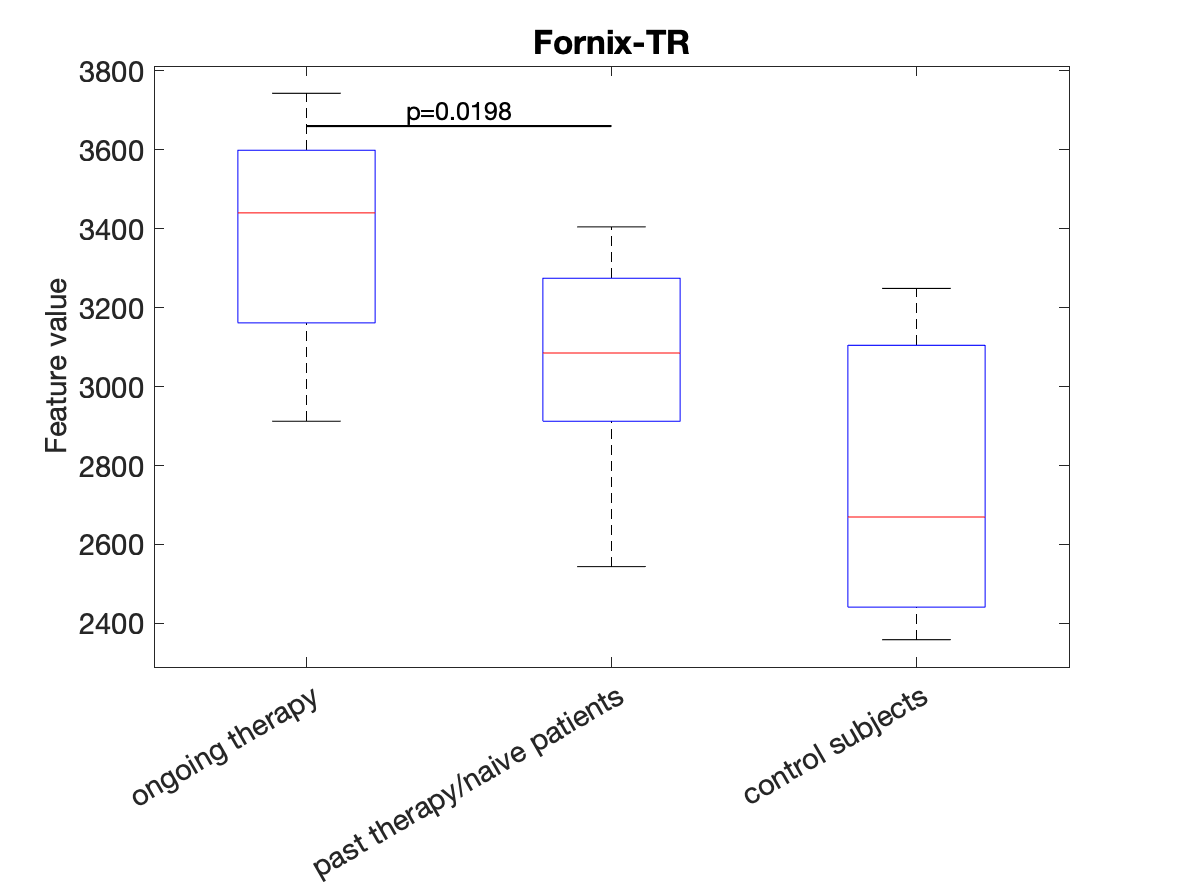 Fornix-TR
3800
3600
3400
3200
3000
2800
2600
2400
Feature value
p=0.0198
ongoing therapy
past therapy/naive patients
control subjects